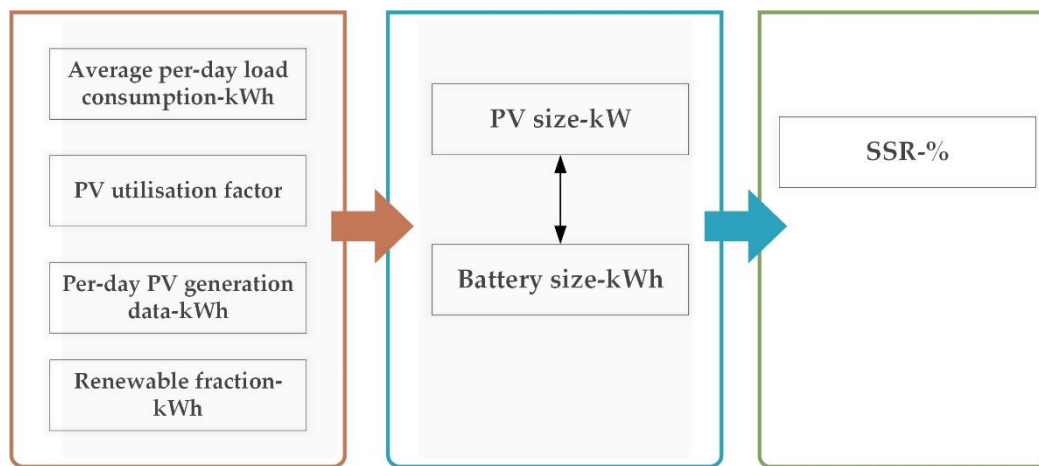 Average per-day load
consumption-kWh
PV utilisation factor
Per-day PV generation
data-kWh
Renewable fraction-
kWh
PV size-kW
Battery size-kWh
SSR-%